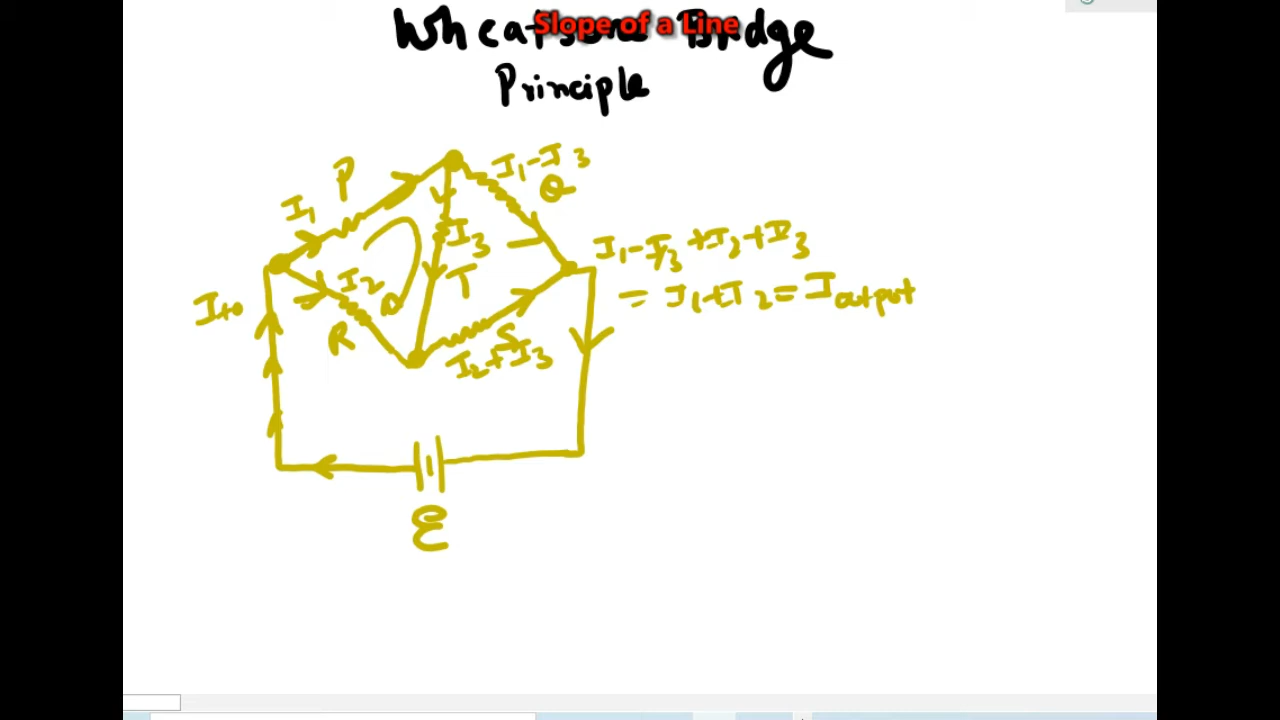 Slope of a Line
Wheatstone Bridge
Principle
P
I1
I1-I3
Q
I3
T
I2
R
Ito
S
I2+I3
I1-I3+I2+I3
= I1+I2=Ioutput
ε